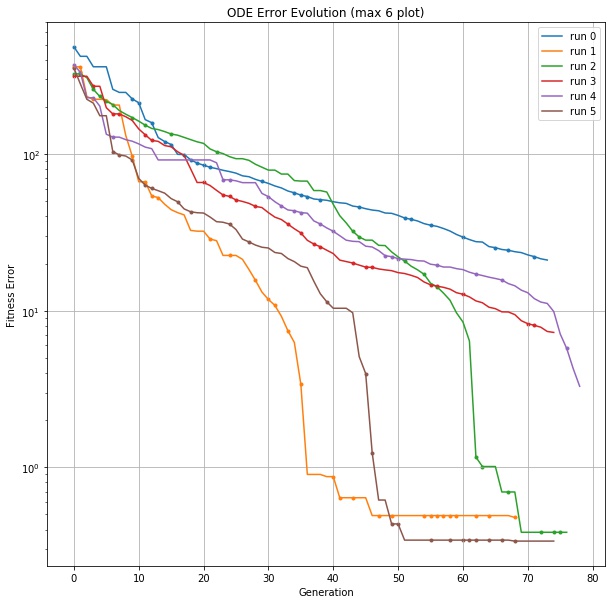 ODE Error Evolution (max 6 plot)
run 0
run 1
run 2
run 3
run 4
run 5
Fitness Error
10²
10¹
10⁰
0 10 20 30 40 50 60 70 80
Generation